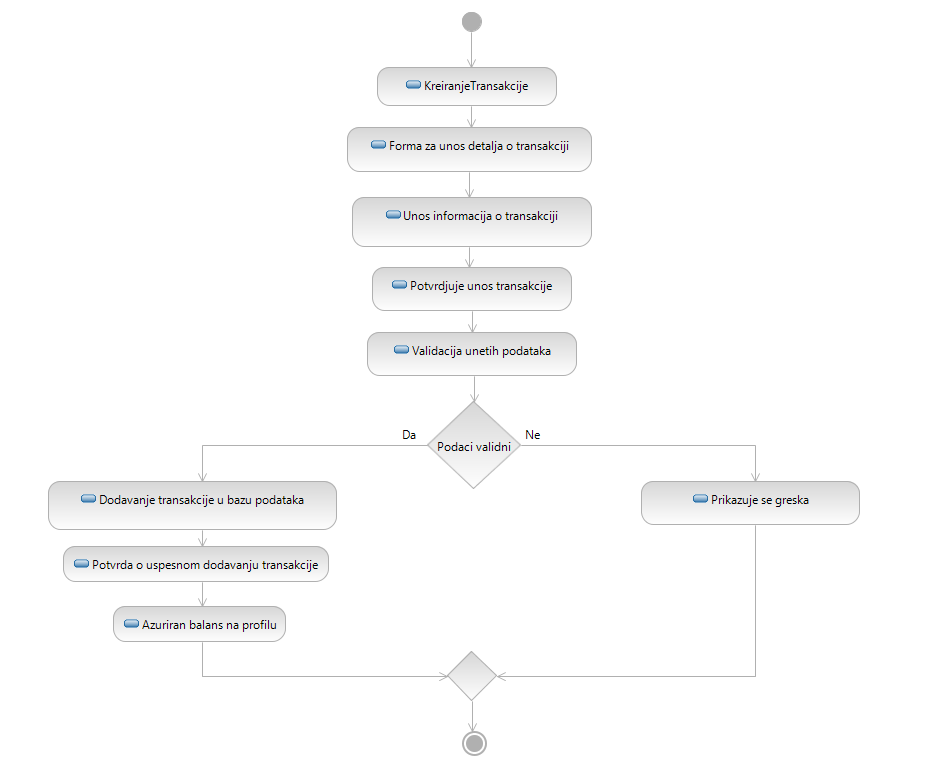 KreiranjeTransakcije
Forma za unos detalja o transakciji
Unos informacija o transakciji
Potvrdjuje unos transakcije
Validacija unetih podataka
Da
Podaci validni
Ne
Dodavanje transakcije u bazu podataka
Prikazuje se greska
Potvrda o uspesnom dodavanju transakcije
Azuriran balans na profilu